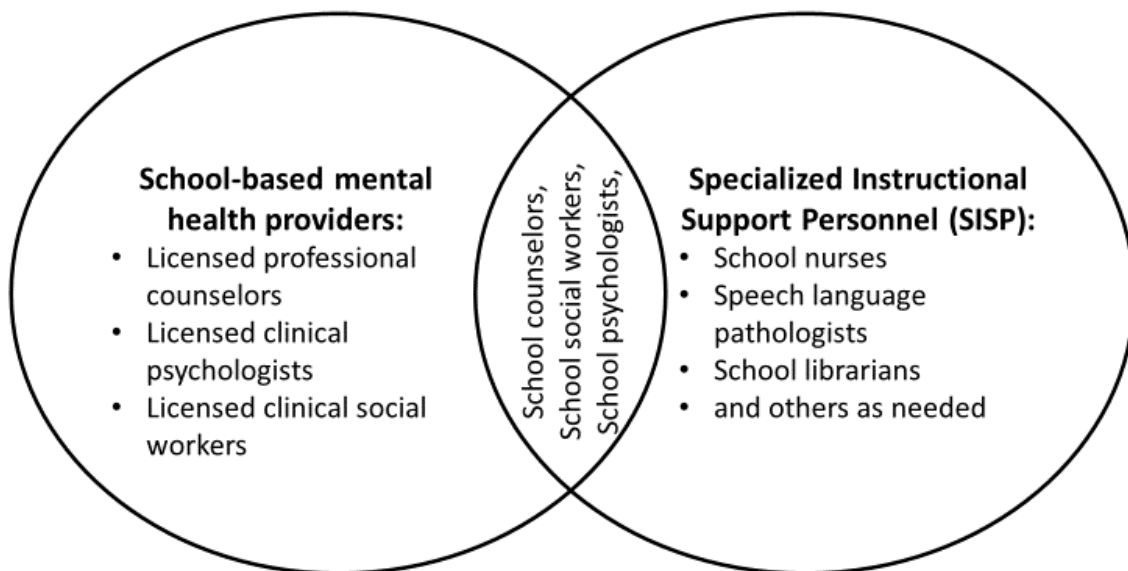 School-based mental
health providers:
• Licensed professional
counselors
• Licensed clinical
psychologists
• Licensed clinical social
workers
School counselors,
School social workers,
School psychologists,
Specialized Instructional
Support Personnel (SISP):
• School nurses
• Speech language
pathologists
• School librarians
• and others as needed